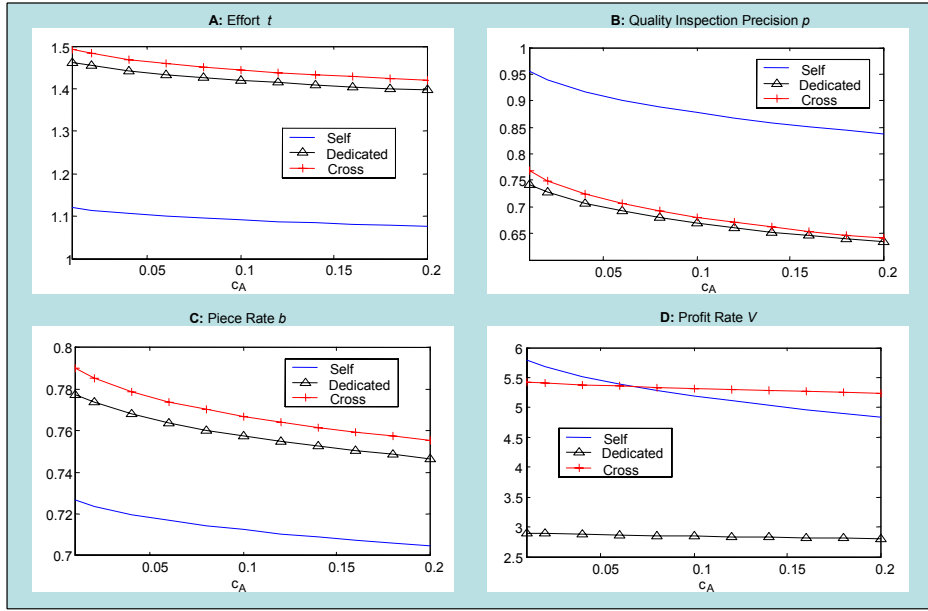 A: Effort t
1.5
1.4
1.3
1.2
1.1
1
0.05
0.1
0.15
0.2
c_A
Self
Dedicated
Cross
B: Quality Inspection Precision p
1
0.95
0.9
0.85
0.8
0.75
0.7
0.65
0.05
0.1
0.15
0.2
c_A
Self
Dedicated
Cross
C: Piece Rate b
0.8
0.78
0.76
0.74
0.72
0.7
0.05
0.1
0.15
0.2
c_A
Self
Dedicated
Cross
D: Profit Rate V
6
5.5
5
4.5
4
3.5
3
2.5
0.05
0.1
0.15
0.2
c_A
Self
Dedicated
Cross